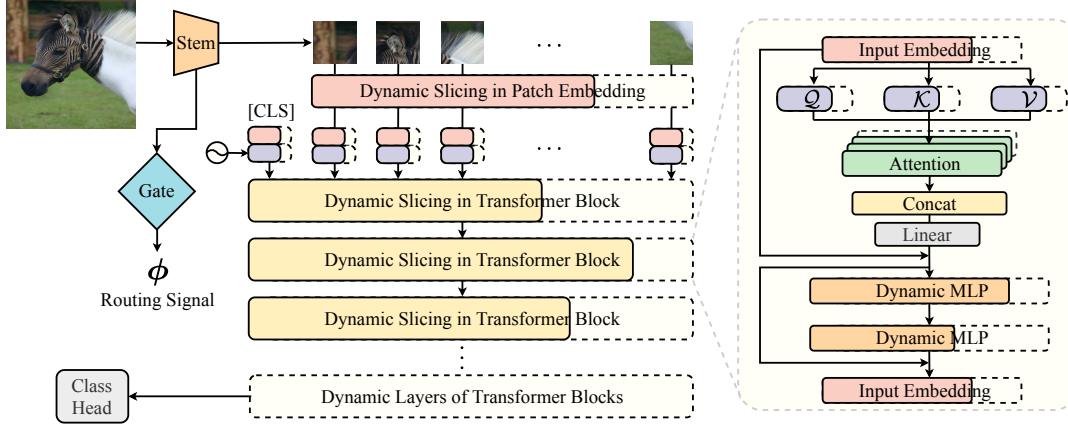 Stem
. . .
Dynamic Slicing in Patch Embedding
[CLS]
. . .
Gate
Dynamic Slicing in Transformer Block
Dynamic Slicing in Transformer Block
ϕ
Routing Signal
Dynamic Slicing in Transformer Block
Class
Head
Dynamic Layers of Transformer Blocks
Input Embedding
Q K V
Attention
Concat
Linear
Dynamic MLP
Dynamic MLP
Input Embedding